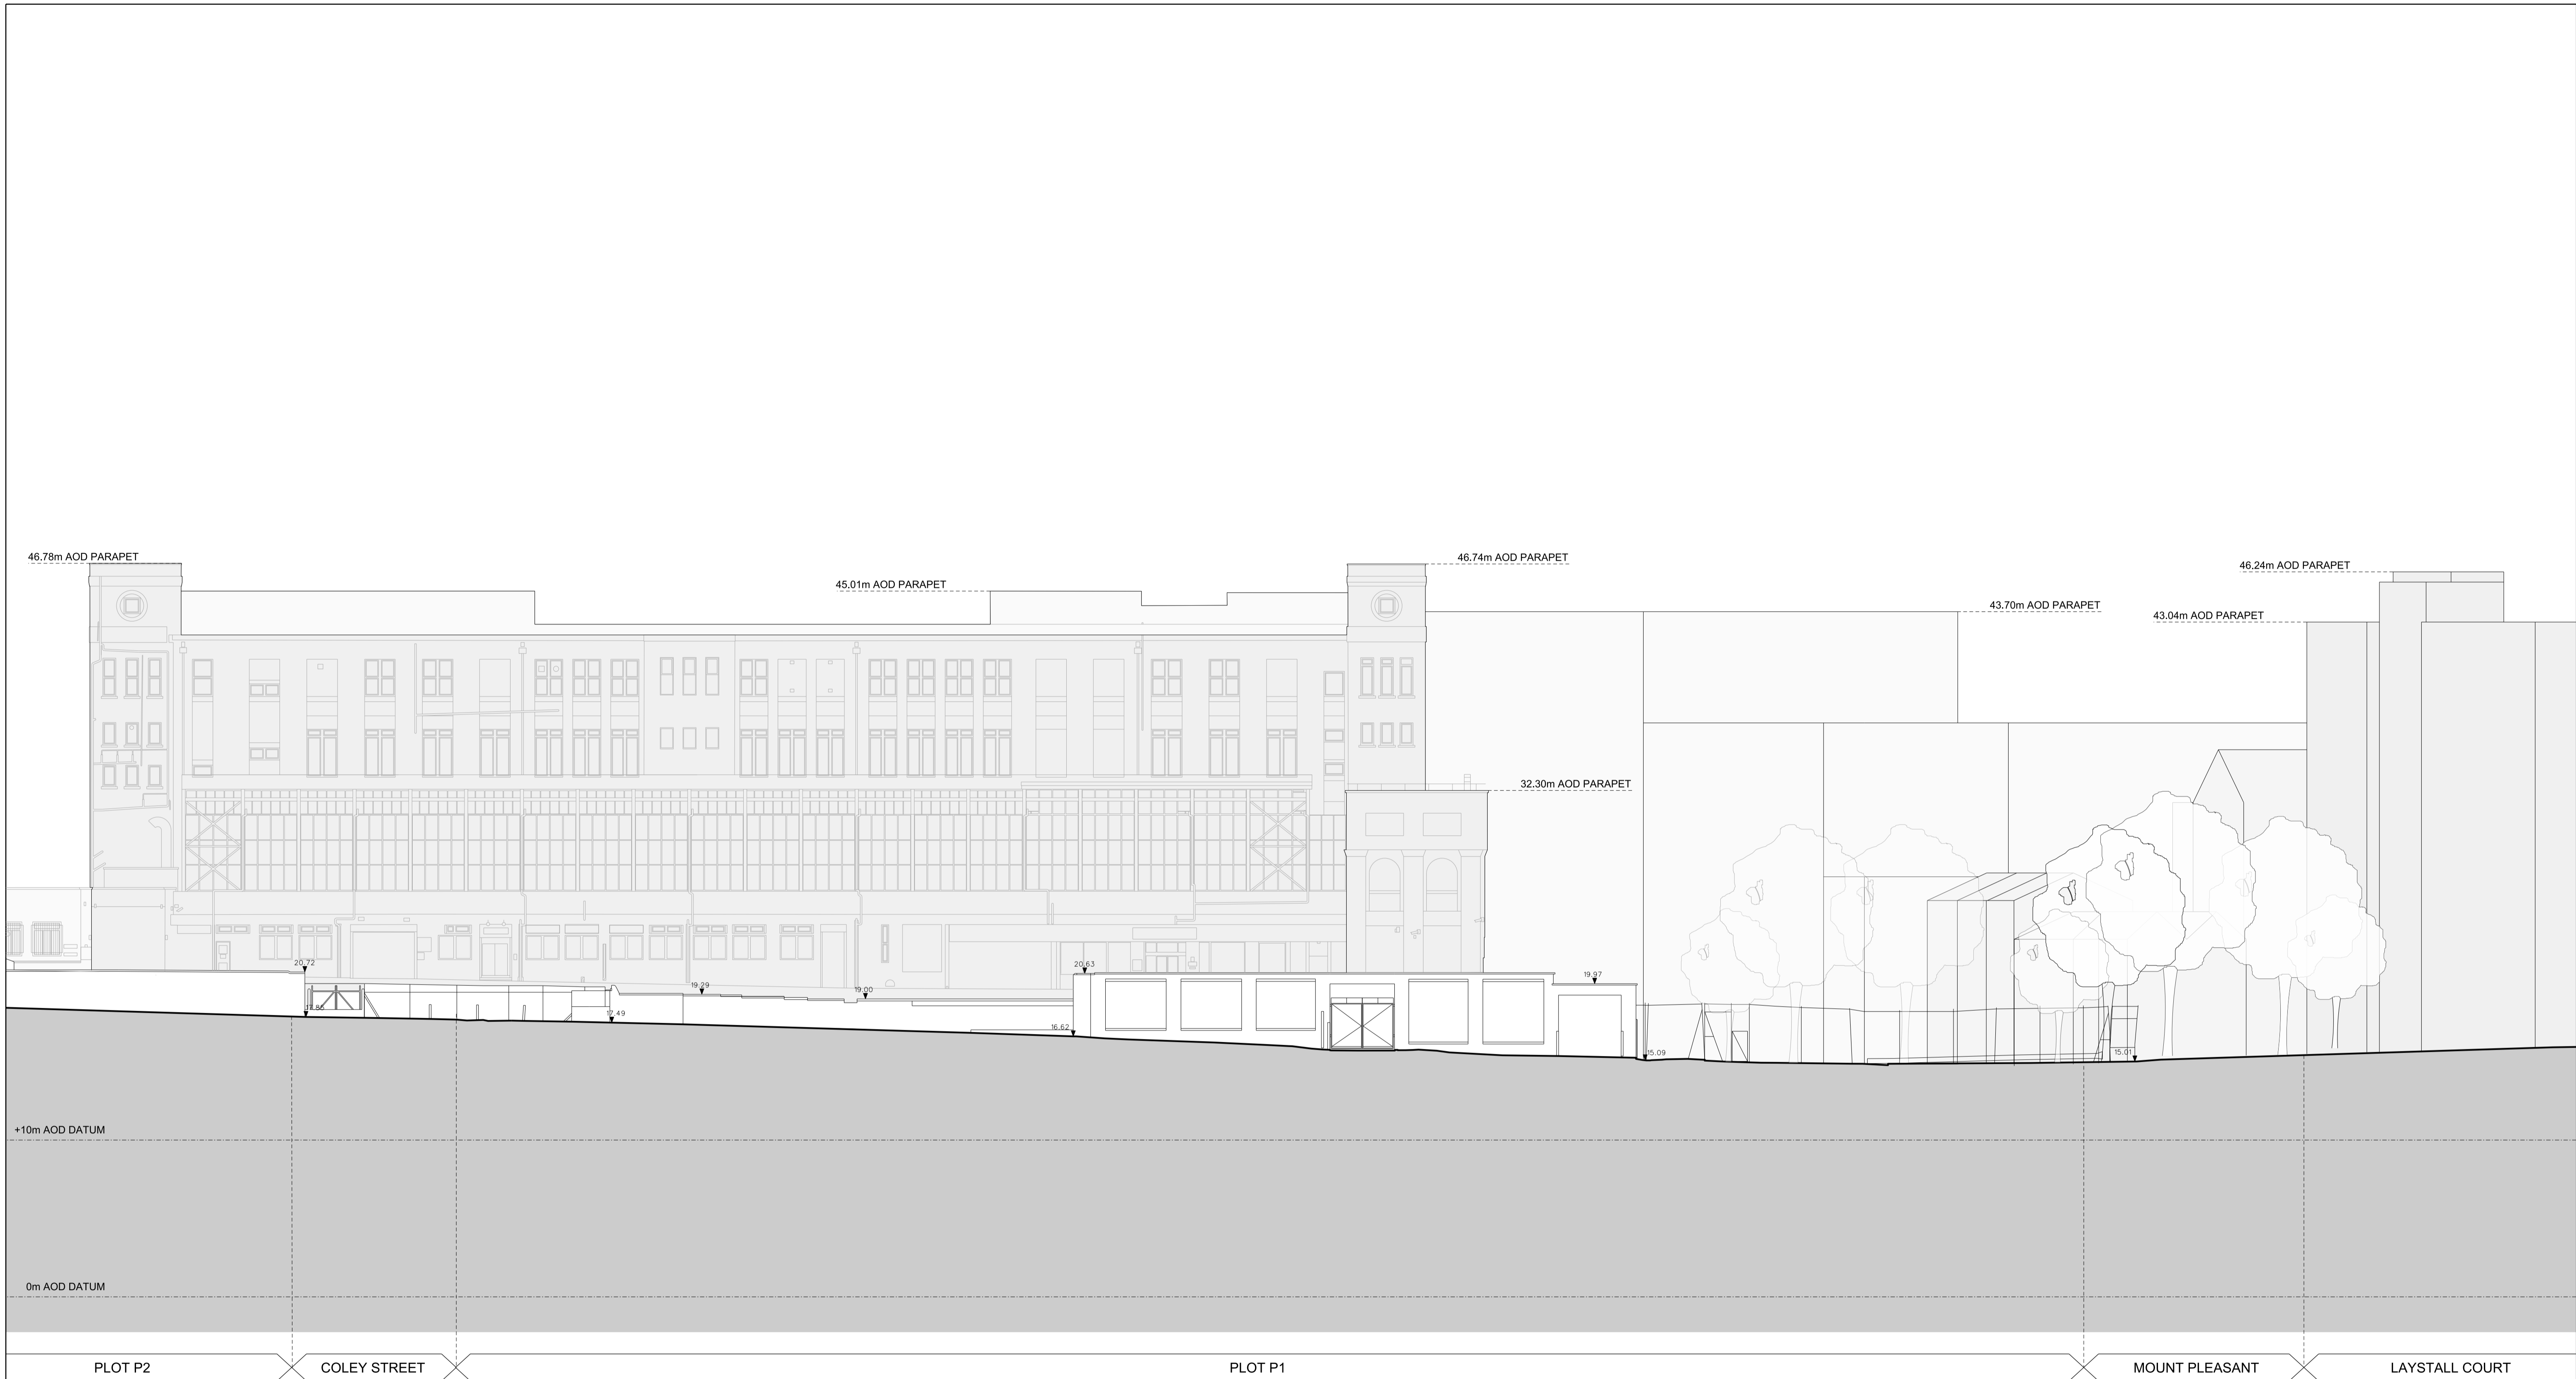 46.78m AOD PARAPET
46.74m AOD PARAPET
46.24m AOD PARAPET
45.01m AOD PARAPET
43.70m AOD PARAPET
43.04m AOD PARAPET
32.30m AOD PARAPET
20.72
20.63
19.97
19.29
19.00
17.85
17.49
16.62
15.09
15.01
+10m AOD DATUM
0m AOD DATUM
PLOT P2
COLEY STREET
PLOT P1
MOUNT PLEASANT
LAYSTALL COURT